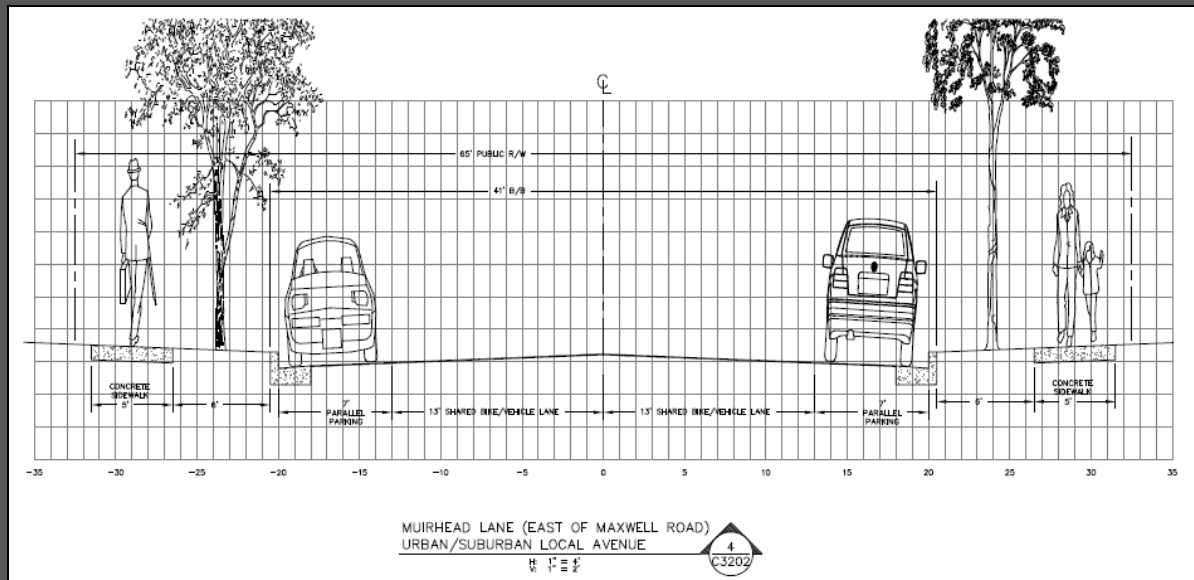 ℄
65' PUBLIC R/W
41' B/B
CONCRETE
SIDEWALK
5'
6'
7'
PARALLEL
PARKING
13' SHARED BIKE/VEHICLE LANE
13' SHARED BIKE/VEHICLE LANE
7'
PARALLEL
PARKING
6'
CONCRETE
SIDEWALK
5'
-35 -30 -25 -20 -15 -10 -5 0 5 10 15 20 25 30 35
MUIRHEAD LANE (EAST OF MAXWELL ROAD)
URBAN/SUBURBAN LOCAL AVENUE
4
C3202
H: 1" = 4'
V: 1" = 2'